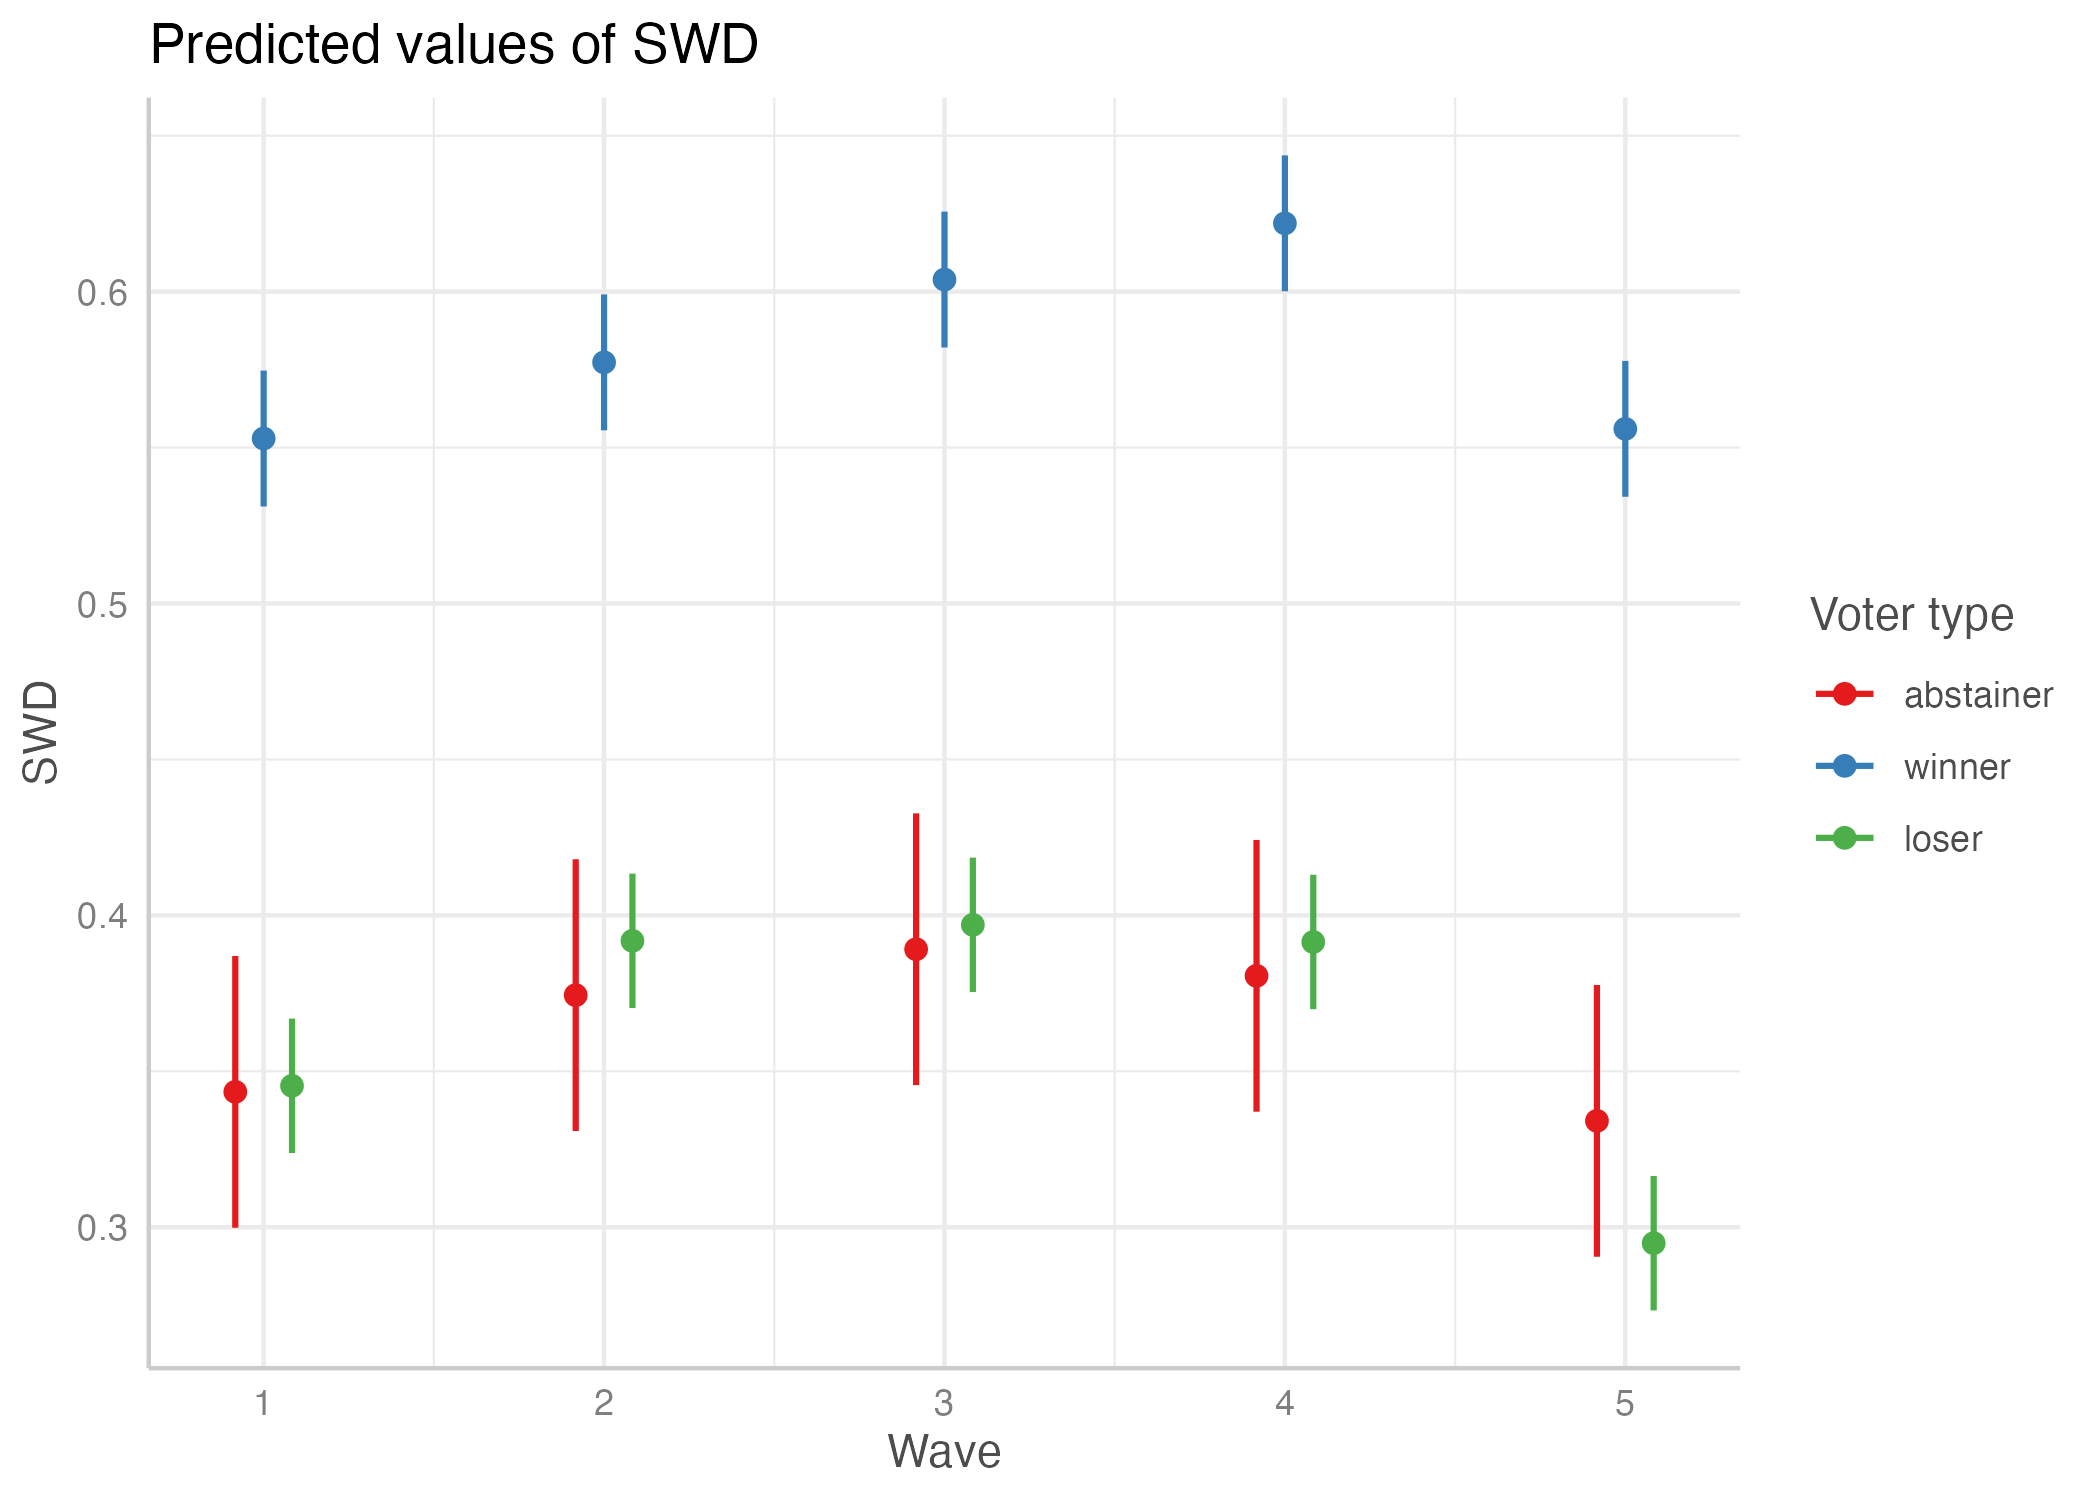 Predicted values of SWD
SWD
0.6
0.5
0.4
0.3
1 2 3 4 5
Wave
Voter type
abstainer
winner
loser